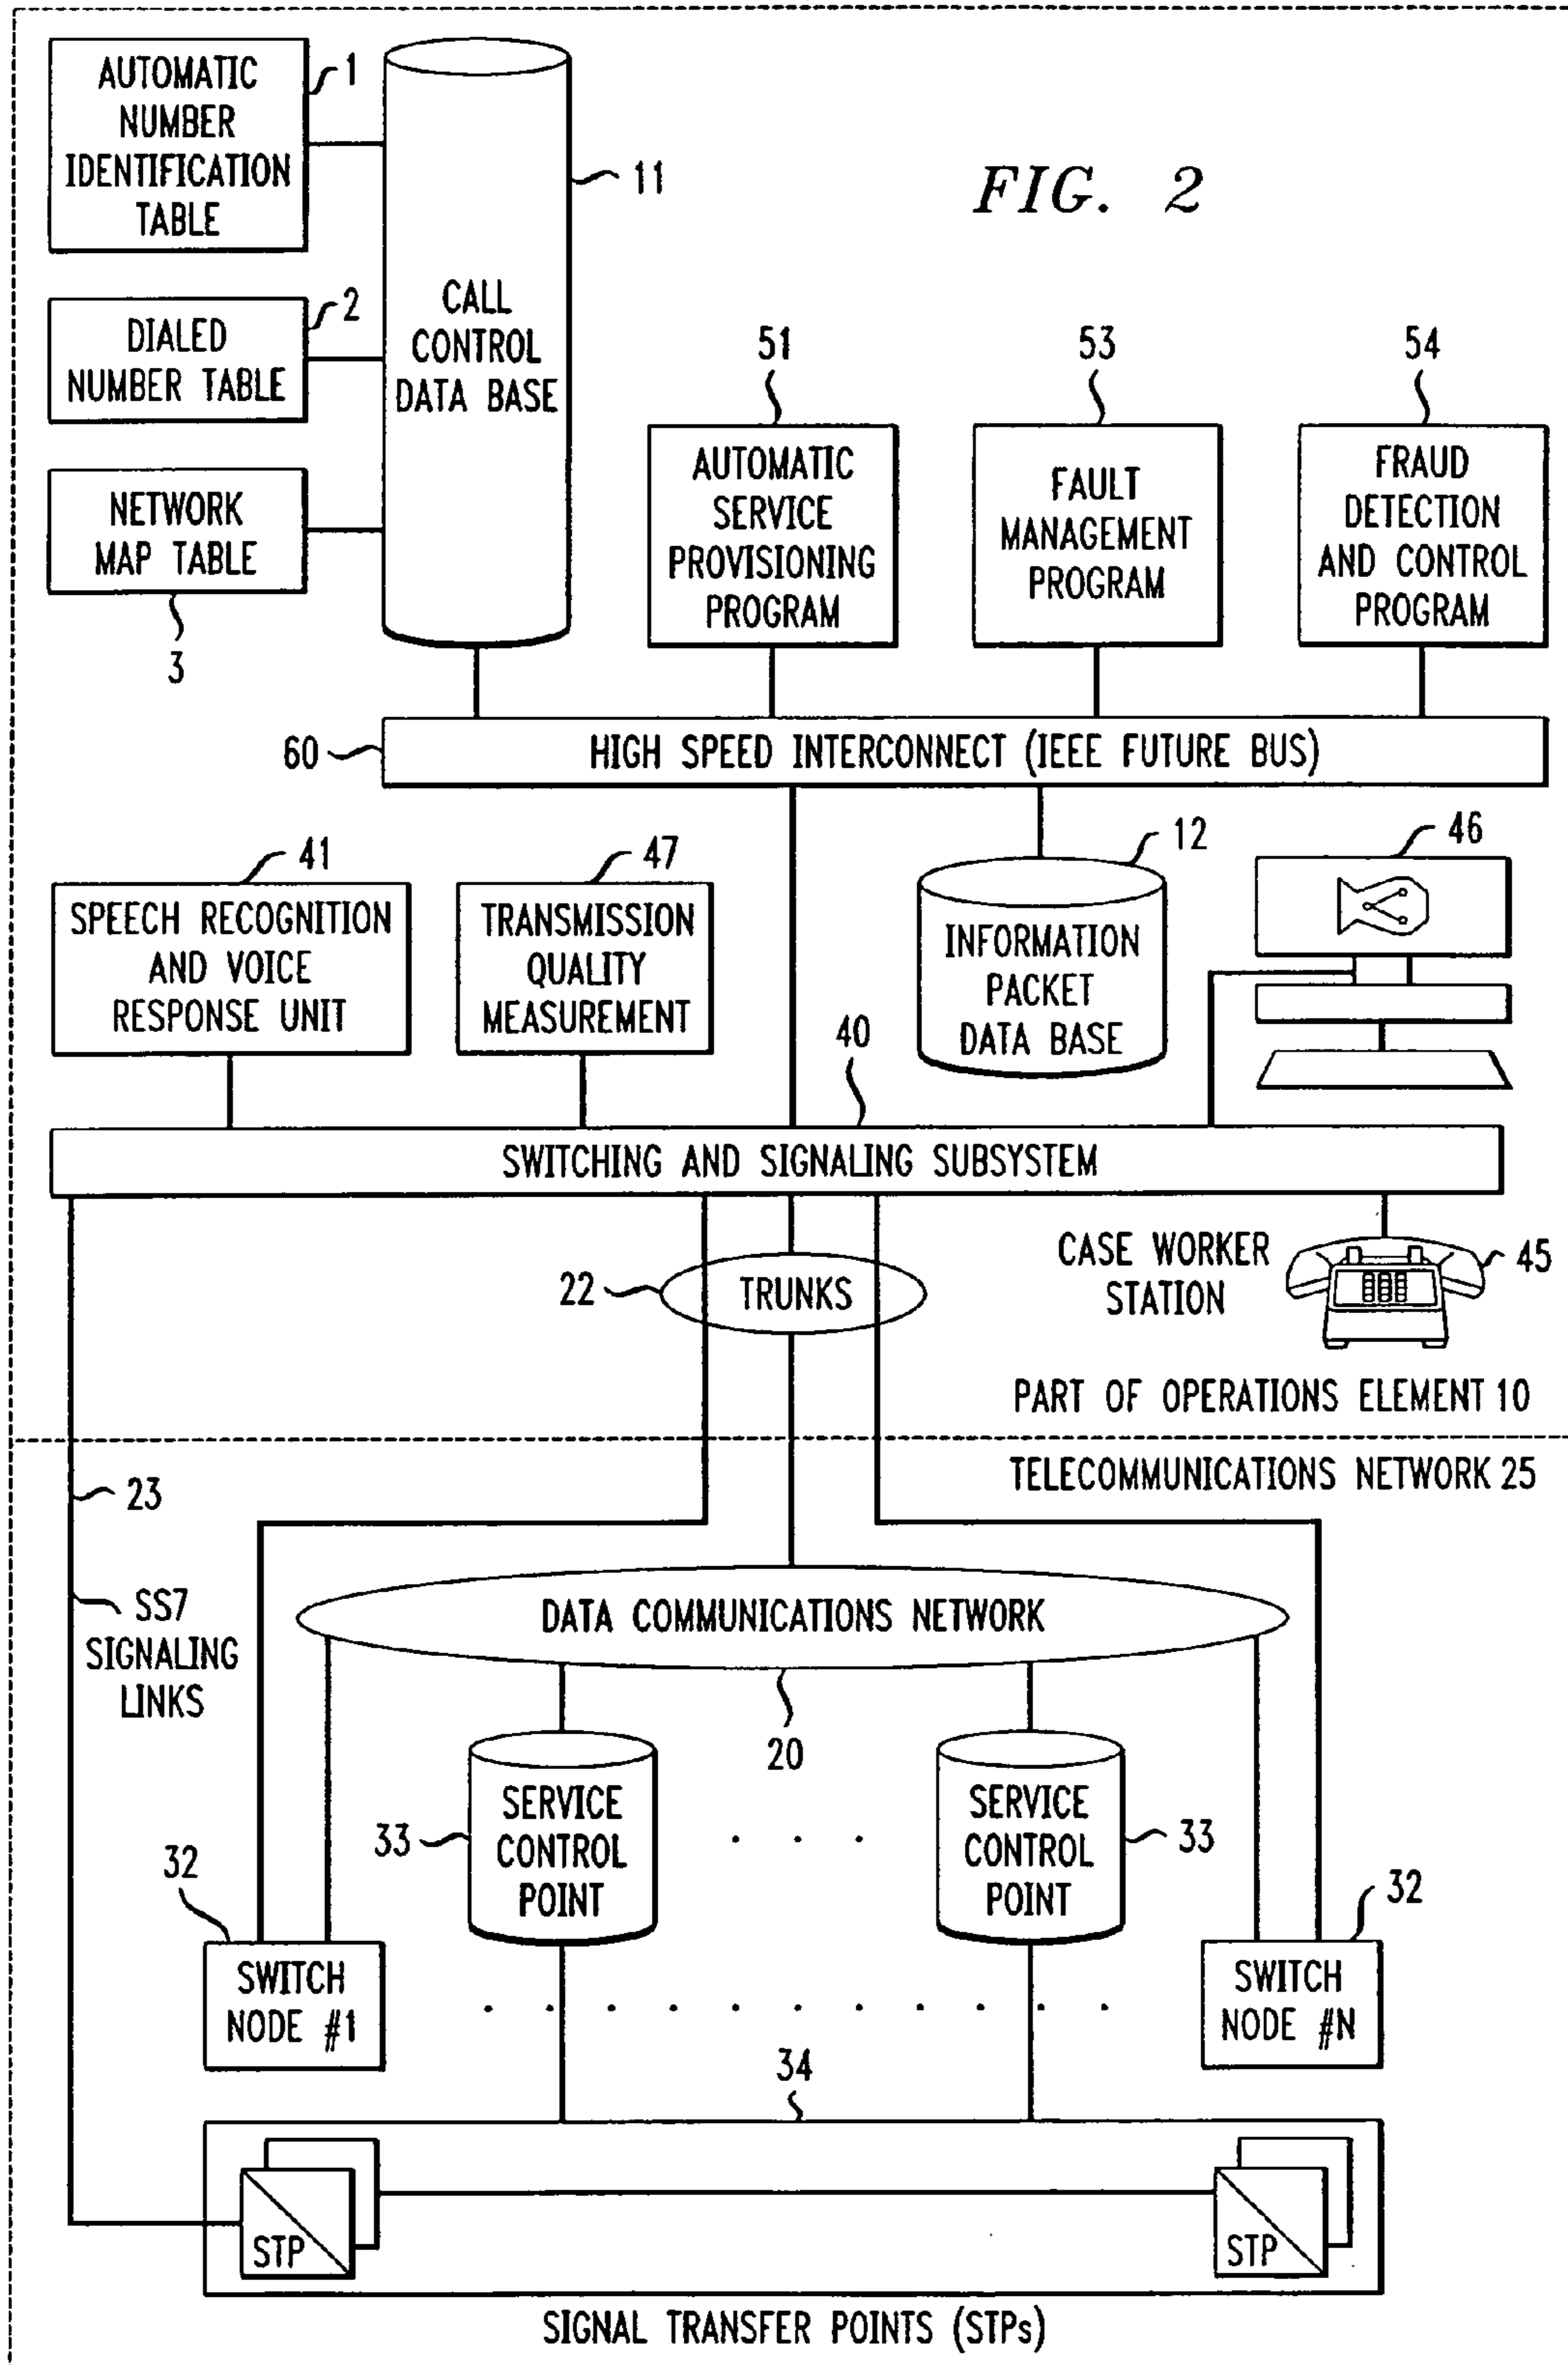 AUTOMATIC
NUMBER
IDENTIFICATION
TABLE
1
11
FIG. 2
DIALED
NUMBER TABLE
2
CALL
CONTROL
DATA BASE
NETWORK
MAP TABLE
3
51
53
54
AUTOMATIC
SERVICE
PROVISIONING
PROGRAM
FAULT
MANAGEMENT
PROGRAM
FRAUD
DETECTION
AND CONTROL
PROGRAM
60
HIGH SPEED INTERCONNECT (IEEE FUTURE BUS)
41
47
12
46
SPEECH RECOGNITION
AND VOICE
RESPONSE UNIT
TRANSMISSION
QUALITY
MEASUREMENT
INFORMATION
PACKET
DATA BASE
40
SWITCHING AND SIGNALING SUBSYSTEM
22
TRUNKS
CASE WORKER
STATION
45
PART OF OPERATIONS ELEMENT 10
TELECOMMUNICATIONS NETWORK 25
23
SS7
SIGNALING
LINKS
DATA COMMUNICATIONS NETWORK
20
33
SERVICE
CONTROL
POINT
. . .
SERVICE
CONTROL
POINT
33
32
SWITCH
NODE #1
. . . . . . . . . . .
32
SWITCH
NODE #N
34
STP
STP
SIGNAL TRANSFER POINTS (STPs)